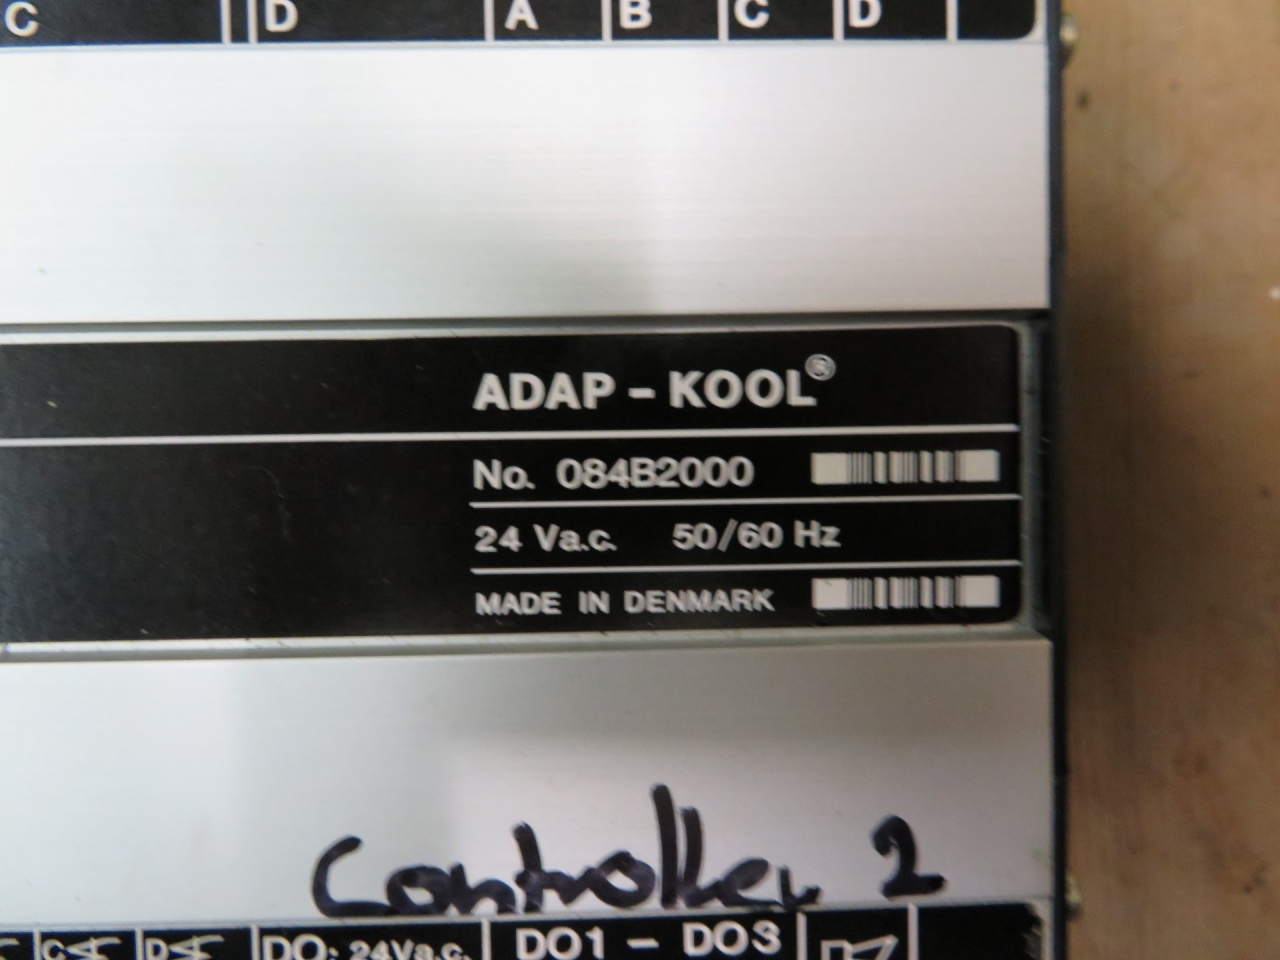 C D A B C D
ADAP - KOOL®
No. 084B2000
24 Va.c. 50/60 Hz
MADE IN DENMARK
Controller 2
C D DO: 24Va.c. DO1 - DO3